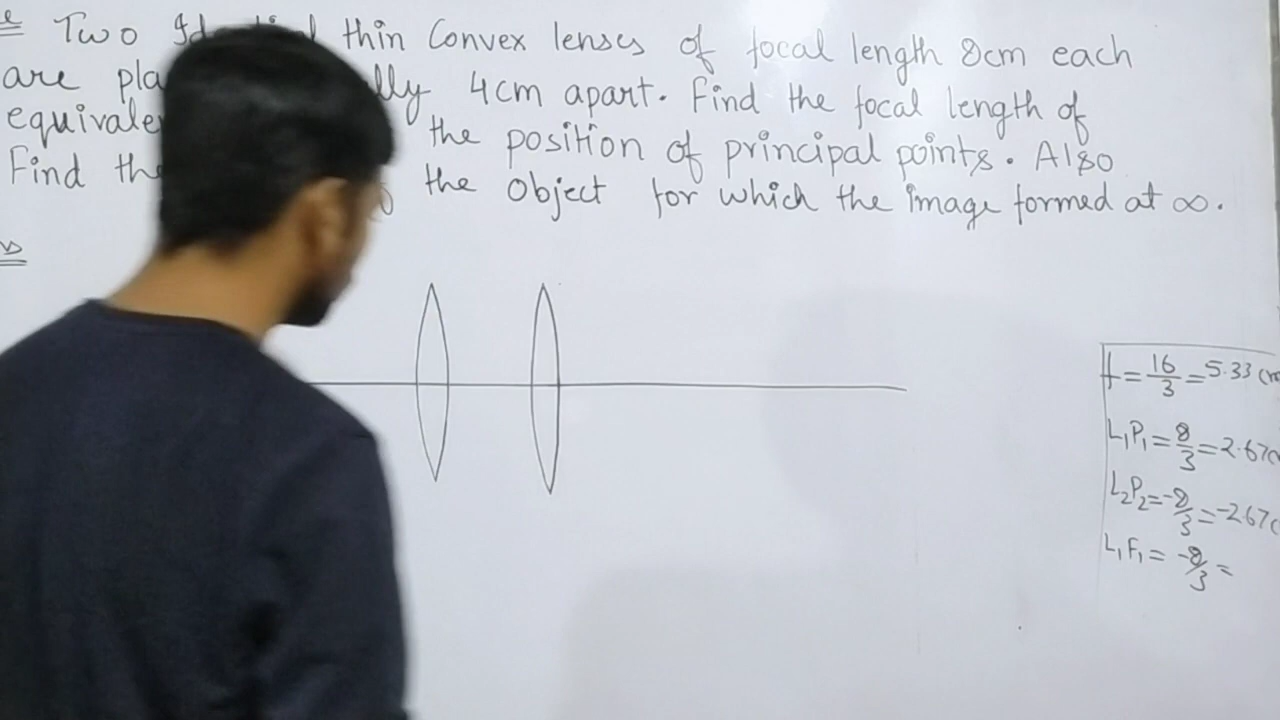 Two thin Convex lenses of focal length 8cm each
are 4cm apart. Find the focal length of
the position of principal points. Also
Find the the Object for which the image formed at ∞.
f = 16/3 = 5.33 cm
L₁P₁ = 8/3 = 2.67
L₂P₂ = -8/3 = -2.67
L₁F₁ = -8/3 =